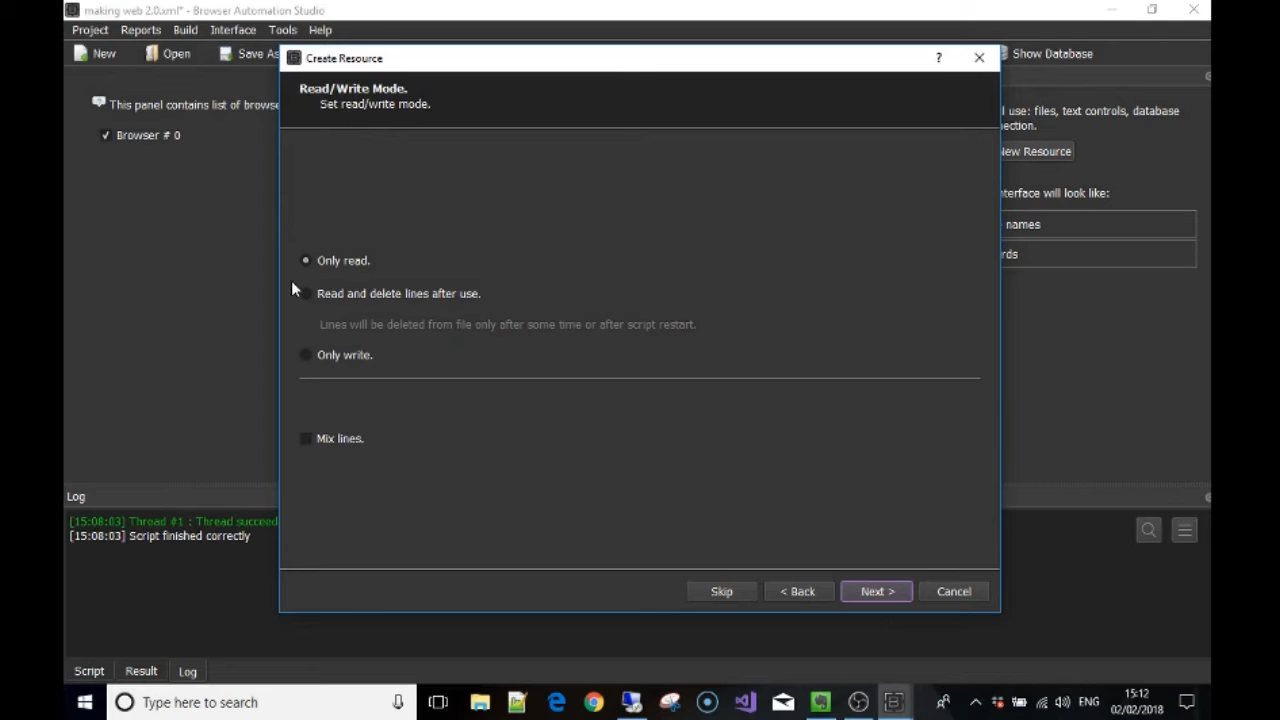 making web 2.0.xml* - Browser Automation Studio
Project Reports Build Interface Tools Help
New Open Save As Show Database
Create Resource ?
Read/Write Mode.
Set read/write mode.
This panel contains list of browse
l use: files, text controls, database
ection.
Browser # 0
New Resource
nterface will look like:
names
rds
Only read.
Read and delete lines after use.
Lines will be deleted from file only after some time or after script restart.
Only write.
Mix lines.
Log
[15:08:03] Thread #1 : Thread succeed
[15:08:03] Script finished correctly
Skip < Back Next > Cancel
Script Result Log
Type here to search
ENG
15:12
02/02/2018